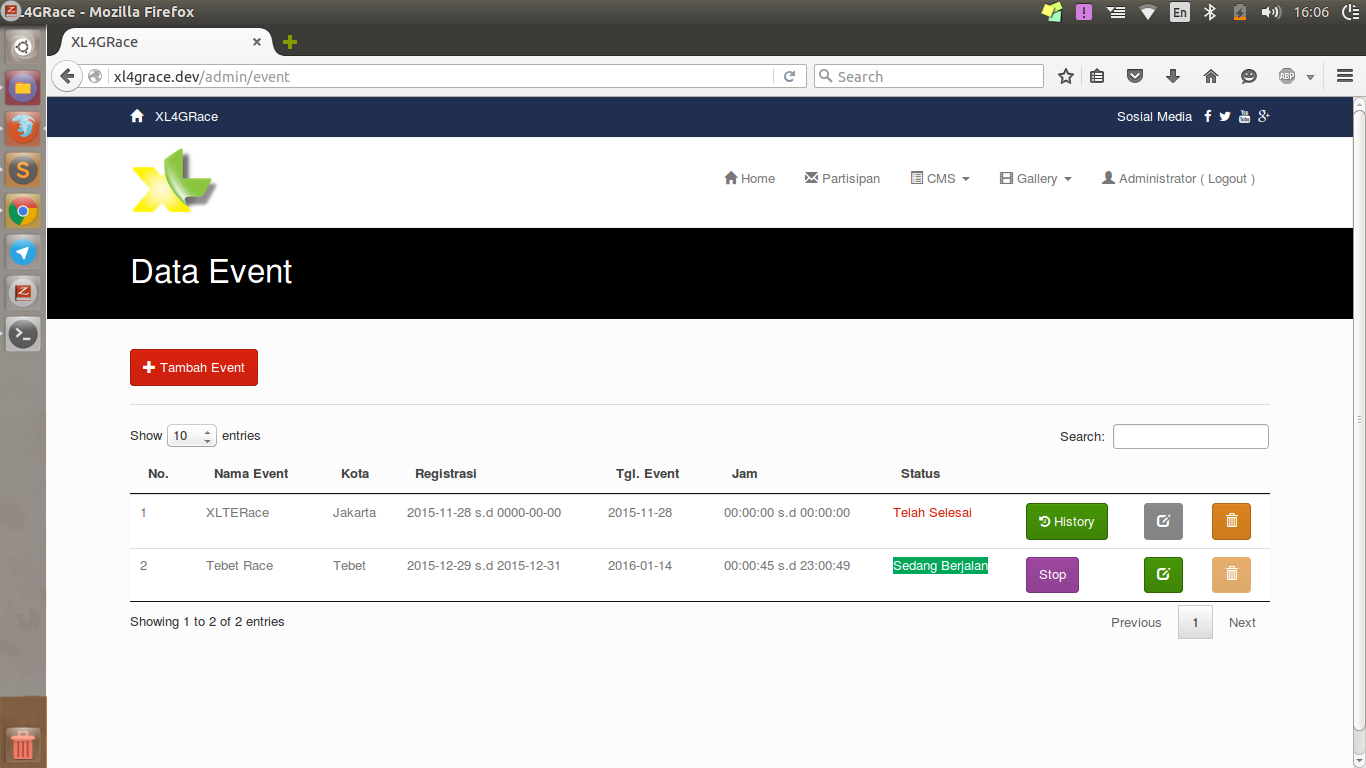 XL4GRace - Mozilla Firefox
En 16:06
XL4GRace
xl4grace.dev/admin/event
Search
ABP
XL4GRace
Sosial Media
XL
Home Partisipan CMS Gallery Administrator ( Logout )
Data Event
Tambah Event
Show 10 entries
Search:
No. Nama Event Kota Registrasi Tgl. Event Jam Status
1 XLTERace Jakarta 2015-11-28 s.d 0000-00-00 2015-11-28 00:00:00 s.d 00:00:00 Telah Selesai History
2 Tebet Race Tebet 2015-12-29 s.d 2015-12-31 2016-01-14 00:00:45 s.d 23:00:49 Sedang Berjalan Stop
Showing 1 to 2 of 2 entries
Previous 1 Next